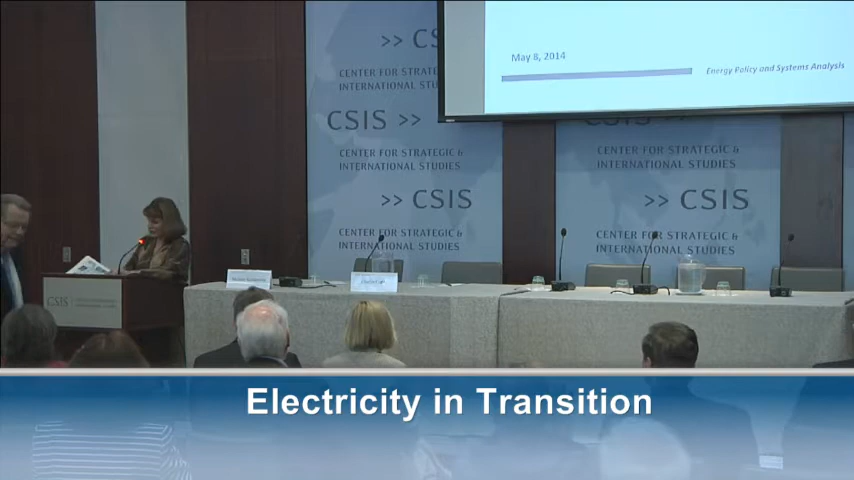 May 8, 2014
Energy Policy and Systems Analysis
>> CS
CENTER FOR STRATE
INTERNATIONAL STUDIES
CSIS >>
CENTER FOR STRATEGIC &
INTERNATIONAL STUDIES
>> CSIS
CENTER FOR STRATEGIC &
INTERNATIONAL STUDIES
CSIS >>
CENTER FOR STRATEGIC &
INTERNATIONAL STUDIES
>> CSIS
CENTER FOR STRATEGIC &
INTERNATIONAL STUDIES
CSIS
Electricity in Transition